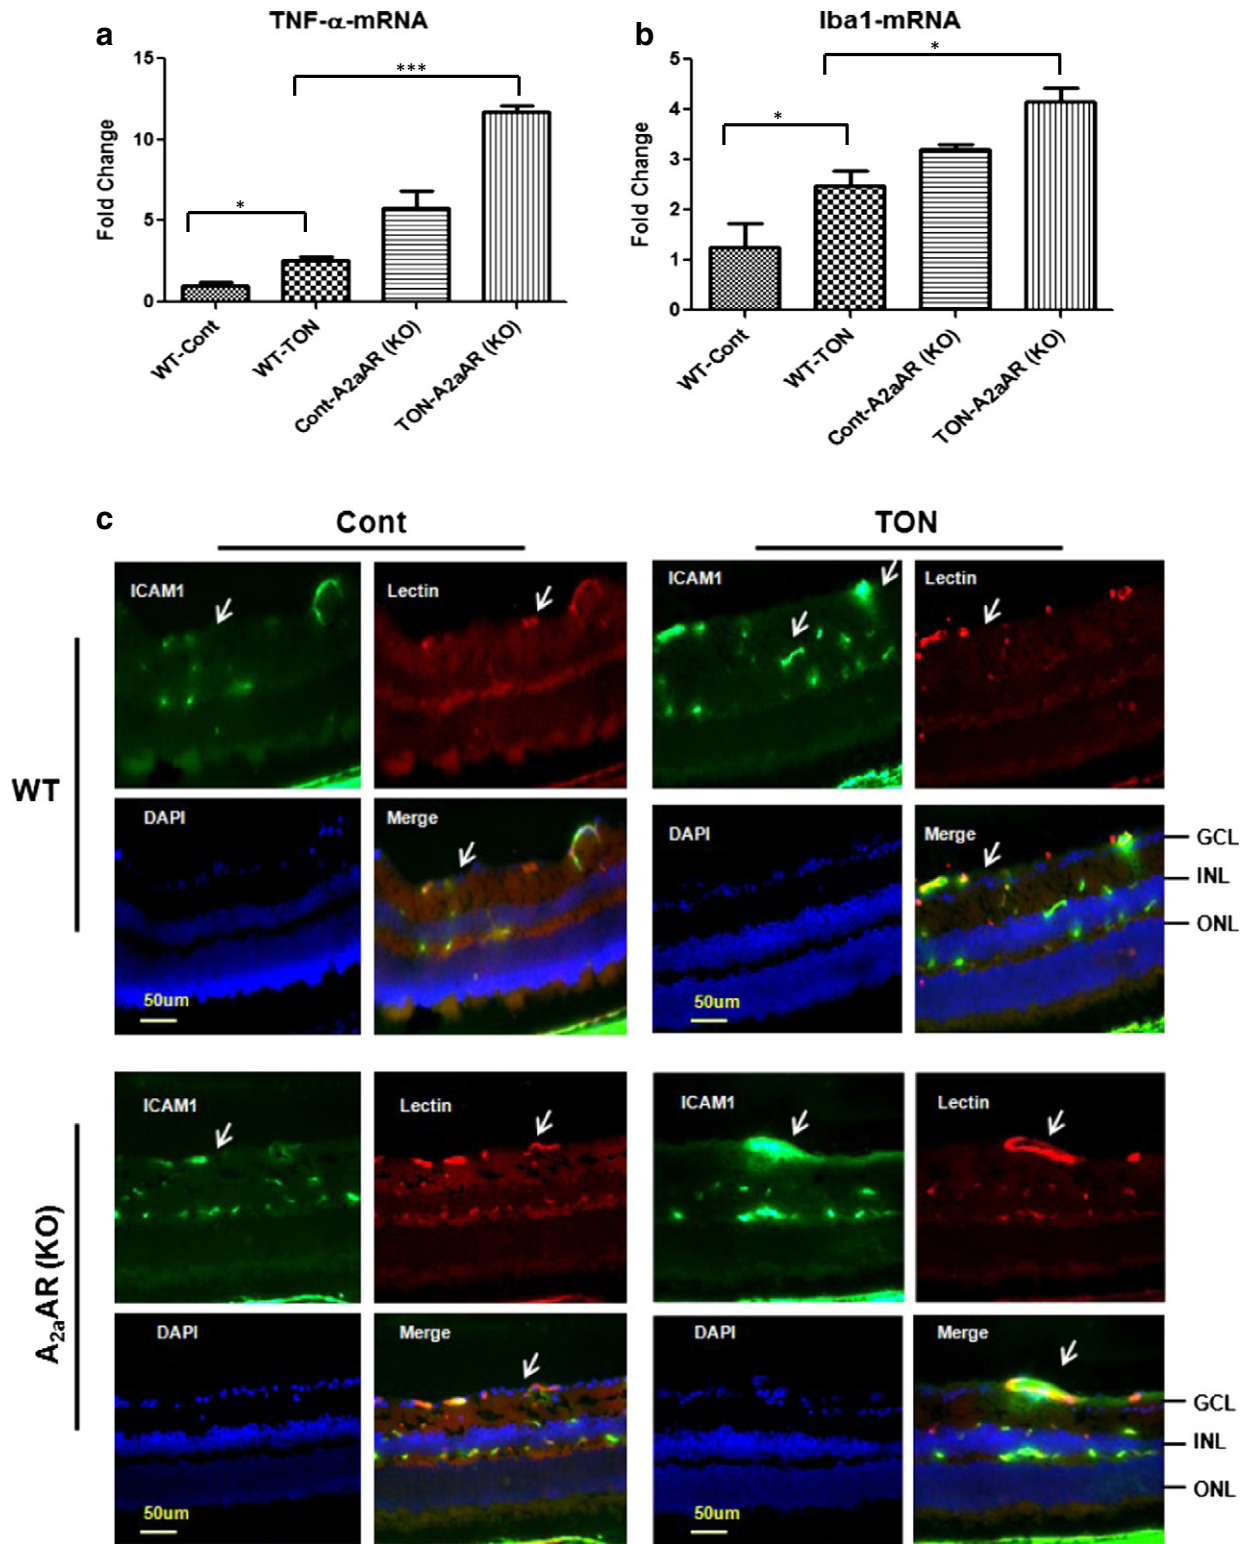 a
TNF-α-mRNA
15
10
5
0
Fold Change
*
***
WT-Cont
WT-TON
Cont-A2aAR (KO)
TON-A2aAR (KO)
b
Iba1-mRNA
5
4
3
2
1
0
Fold Change
*
*
WT-Cont
WT-TON
Cont-A2aAR (KO)
TON-A2aAR (KO)
c
Cont
TON
WT
ICAM1
Lectin
ICAM1
Lectin
DAPI
Merge
DAPI
Merge
GCL
INL
ONL
50um
50um
A2aAR (KO)
ICAM1
Lectin
ICAM1
Lectin
DAPI
Merge
DAPI
Merge
GCL
INL
ONL
50um
50um